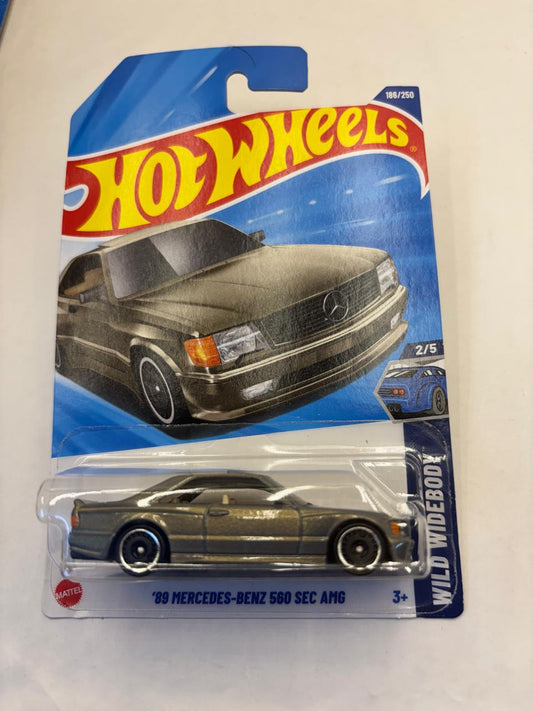 186/250
HOT WHEELS®
2/5
WILD WIDEBODY
MATTEL
'89 MERCEDES-BENZ 560 SEC AMG
3+